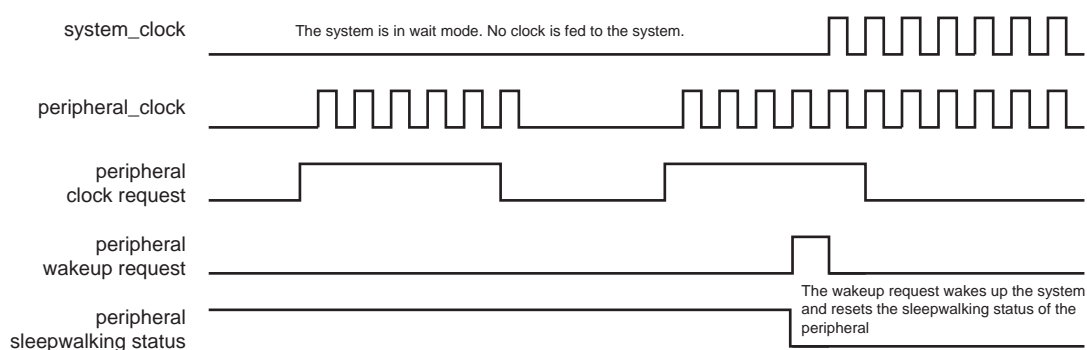 system_clock
The system is in wait mode. No clock is fed to the system.
peripheral_clock
peripheral
clock request
peripheral
wakeup request
The wakeup request wakes up the system
and resets the sleepwalking status of the
peripheral
peripheral
sleepwalking status